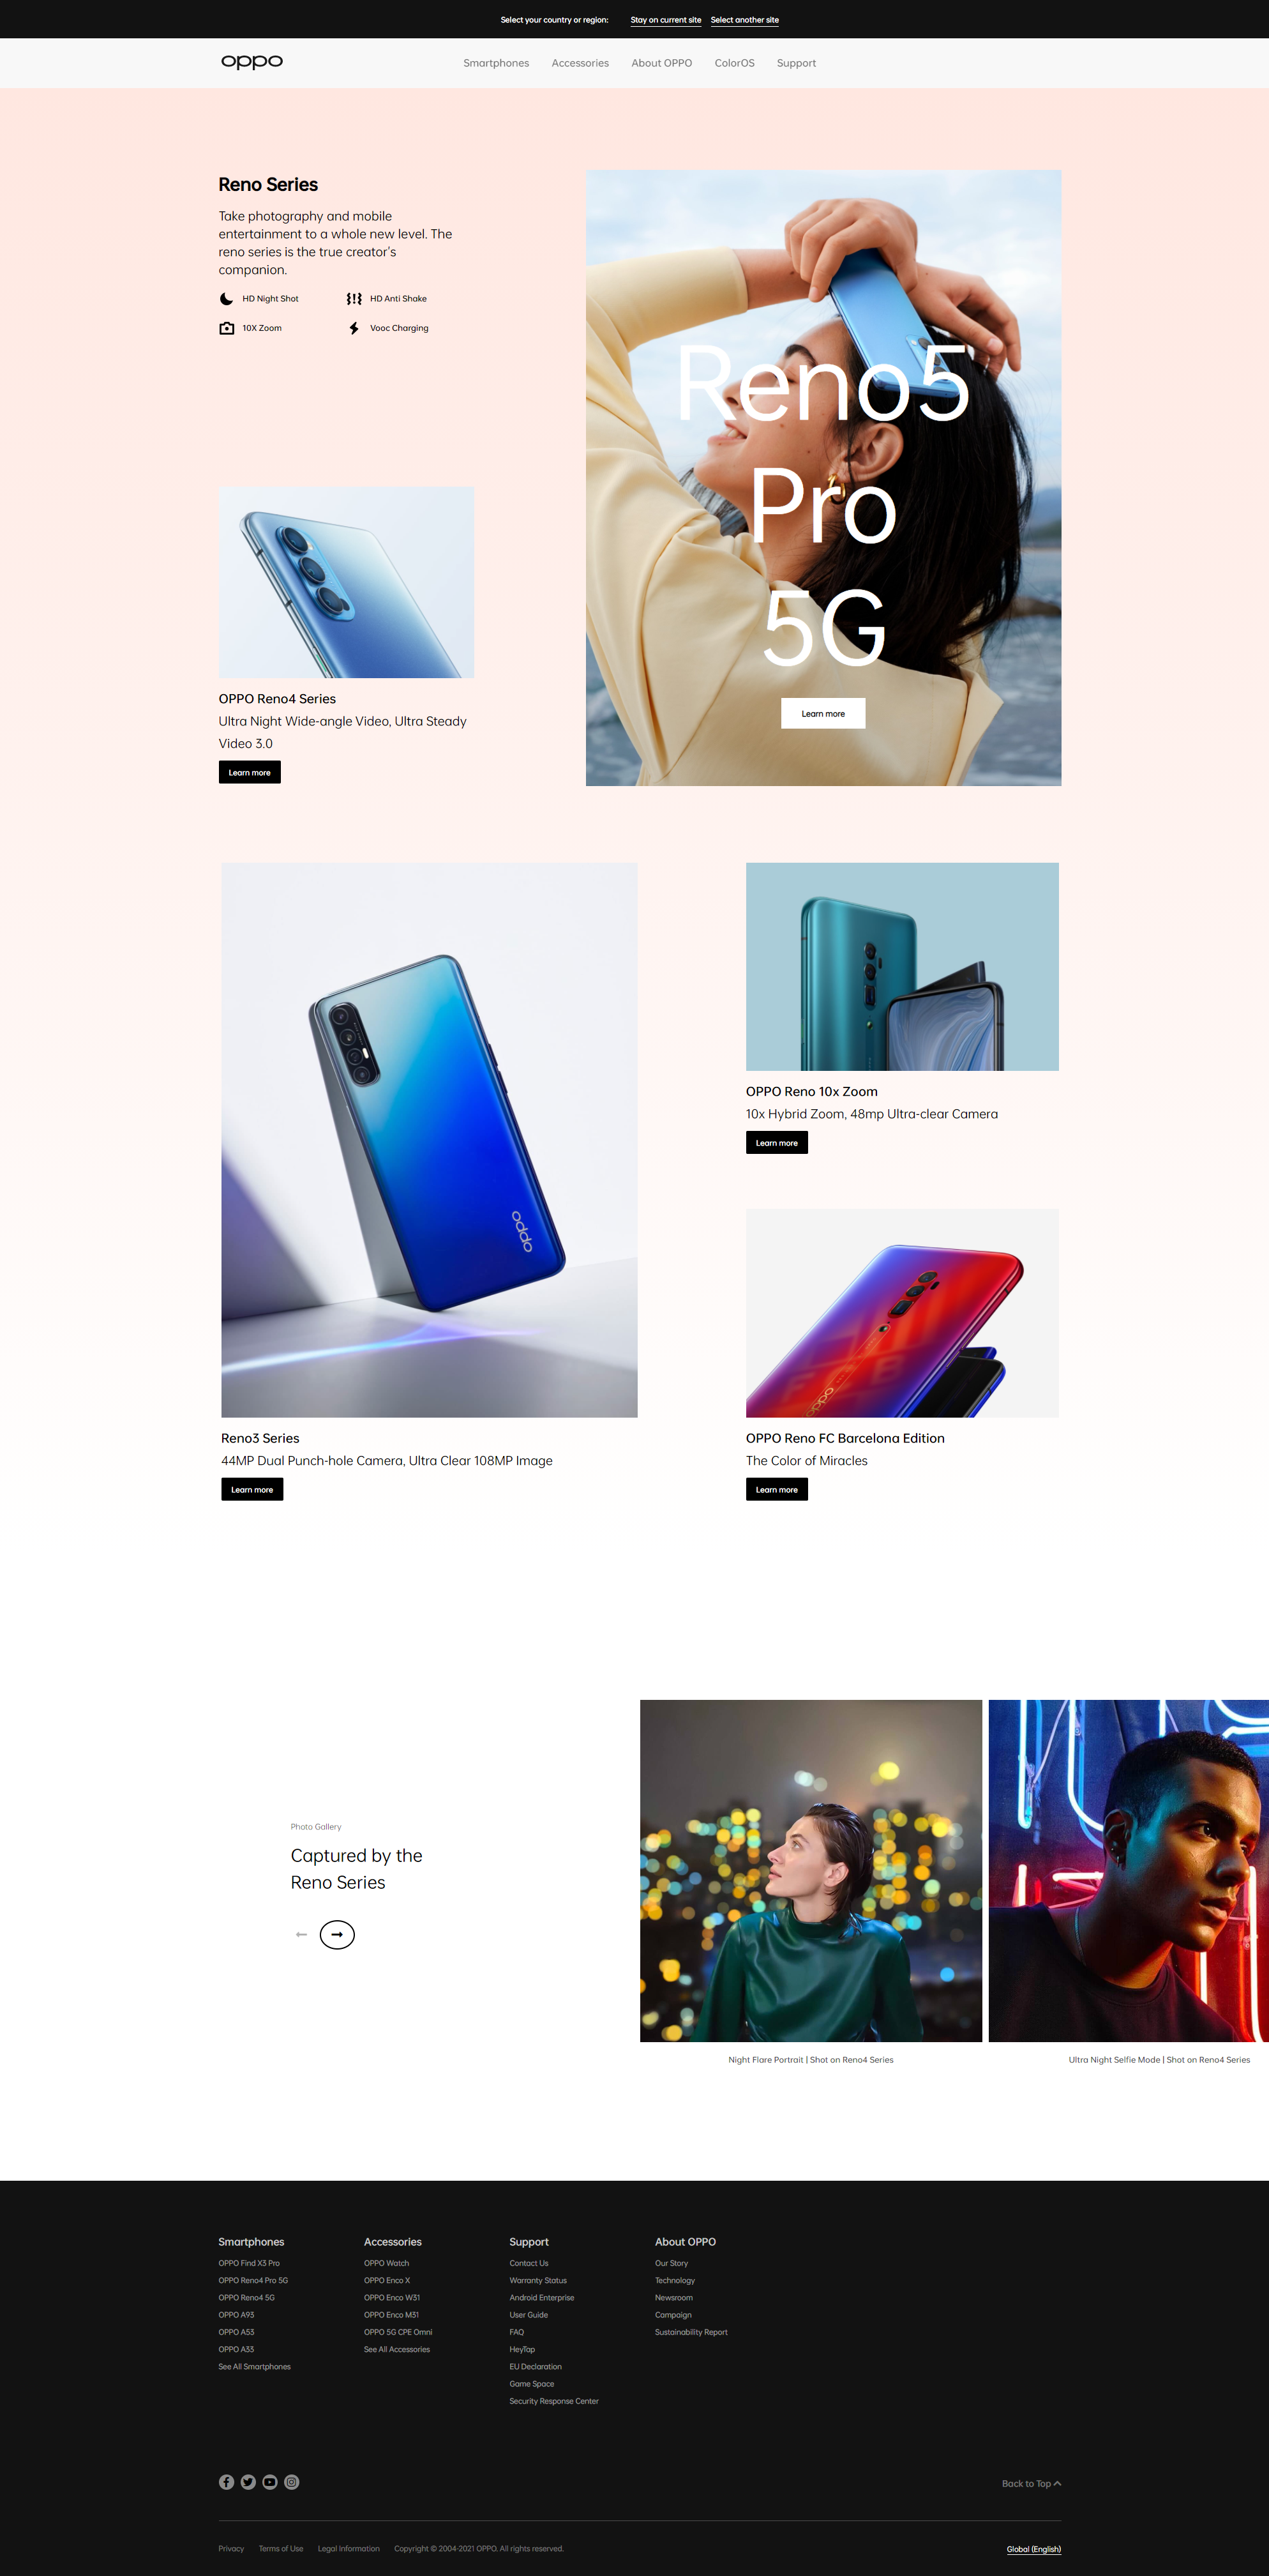 Select your country or region: Stay on current site Select another site
oppo Smartphones Accessories About OPPO ColorOS Support
Reno Series
Take photography and mobile
entertainment to a whole new level. The
reno series is the true creator's
companion.
HD Night Shot HD Anti Shake
10X Zoom Vooc Charging
Reno5
Pro
5G
Learn more
OPPO Reno4 Series
Ultra Night Wide-angle Video, Ultra Steady
Video 3.0
Learn more
oppo
Reno3 Series
44MP Dual Punch-hole Camera, Ultra Clear 108MP Image
Learn more
OPPO Reno 10x Zoom
10x Hybrid Zoom, 48mp Ultra-clear Camera
Learn more
oppo
OPPO Reno FC Barcelona Edition
The Color of Miracles
Learn more
Photo Gallery
Captured by the
Reno Series
Night Flare Portrait | Shot on Reno4 Series
Ultra Night Selfie Mode | Shot on Reno4 Series
Smartphones
OPPO Find X3 Pro
OPPO Reno4 Pro 5G
OPPO Reno4 5G
OPPO A93
OPPO A53
OPPO A33
See All Smartphones
Accessories
OPPO Watch
OPPO Enco X
OPPO Enco W31
OPPO Enco M31
OPPO 5G CPE Omni
See All Accessories
Support
Contact Us
Warranty Status
Android Enterprise
User Guide
FAQ
HeyTap
EU Declaration
Game Space
Security Response Center
About OPPO
Our Story
Technology
Newsroom
Campaign
Sustainability Report
Back to Top
Privacy Terms of Use Legal Information Copyright © 2004-2021 OPPO. All rights reserved. Global (English)